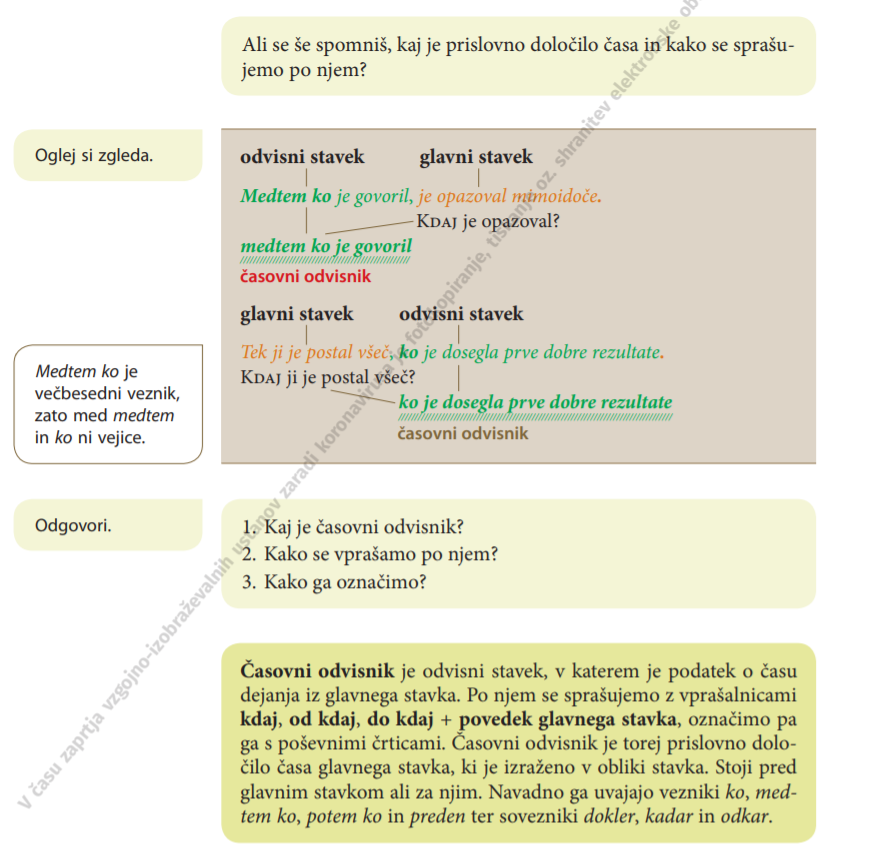 Ali se še spomniš, kaj je prislovno določilo časa in kako se sprašu-
jemo po njem?
Oglej si zgleda.
odvisni stavek glavni stavek
Medtem ko je govoril, je opazoval mimoidoče.
KDAJ je opazoval?
medtem ko je govoril
časovni odvisnik
glavni stavek odvisni stavek
Tek ji je postal všeč, ko je dosegla prve dobre rezultate.
KDAJ ji je postal všeč?
ko je dosegla prve dobre rezultate
časovni odvisnik
Medtem ko je
večbesedni veznik,
zato med medtem
in ko ni vejice.
Odgovori.
1. Kaj je časovni odvisnik?
2. Kako se vprašamo po njem?
3. Kako ga označimo?
Časovni odvisnik je odvisni stavek, v katerem je podatek o času
dejanja iz glavnega stavka. Po njem se sprašujemo z vprašalnicami
kdaj, od kdaj, do kdaj + povedek glavnega stavka, označimo pa
ga s poševnimi črticami. Časovni odvisnik je torej prislovno dolo-
čilo časa glavnega stavka, ki je izraženo v obliki stavka. Stoji pred
glavnim stavkom ali za njim. Navadno ga uvajajo vezniki ko, med-
tem ko, potem ko in preden ter sovezniki dokler, kadar in odkar.
V času zaprtja vzgojno-izobraževalnih ustanov zaradi koronavirusa je fotokopiranje, tiskanje oz. shranitev elektronske